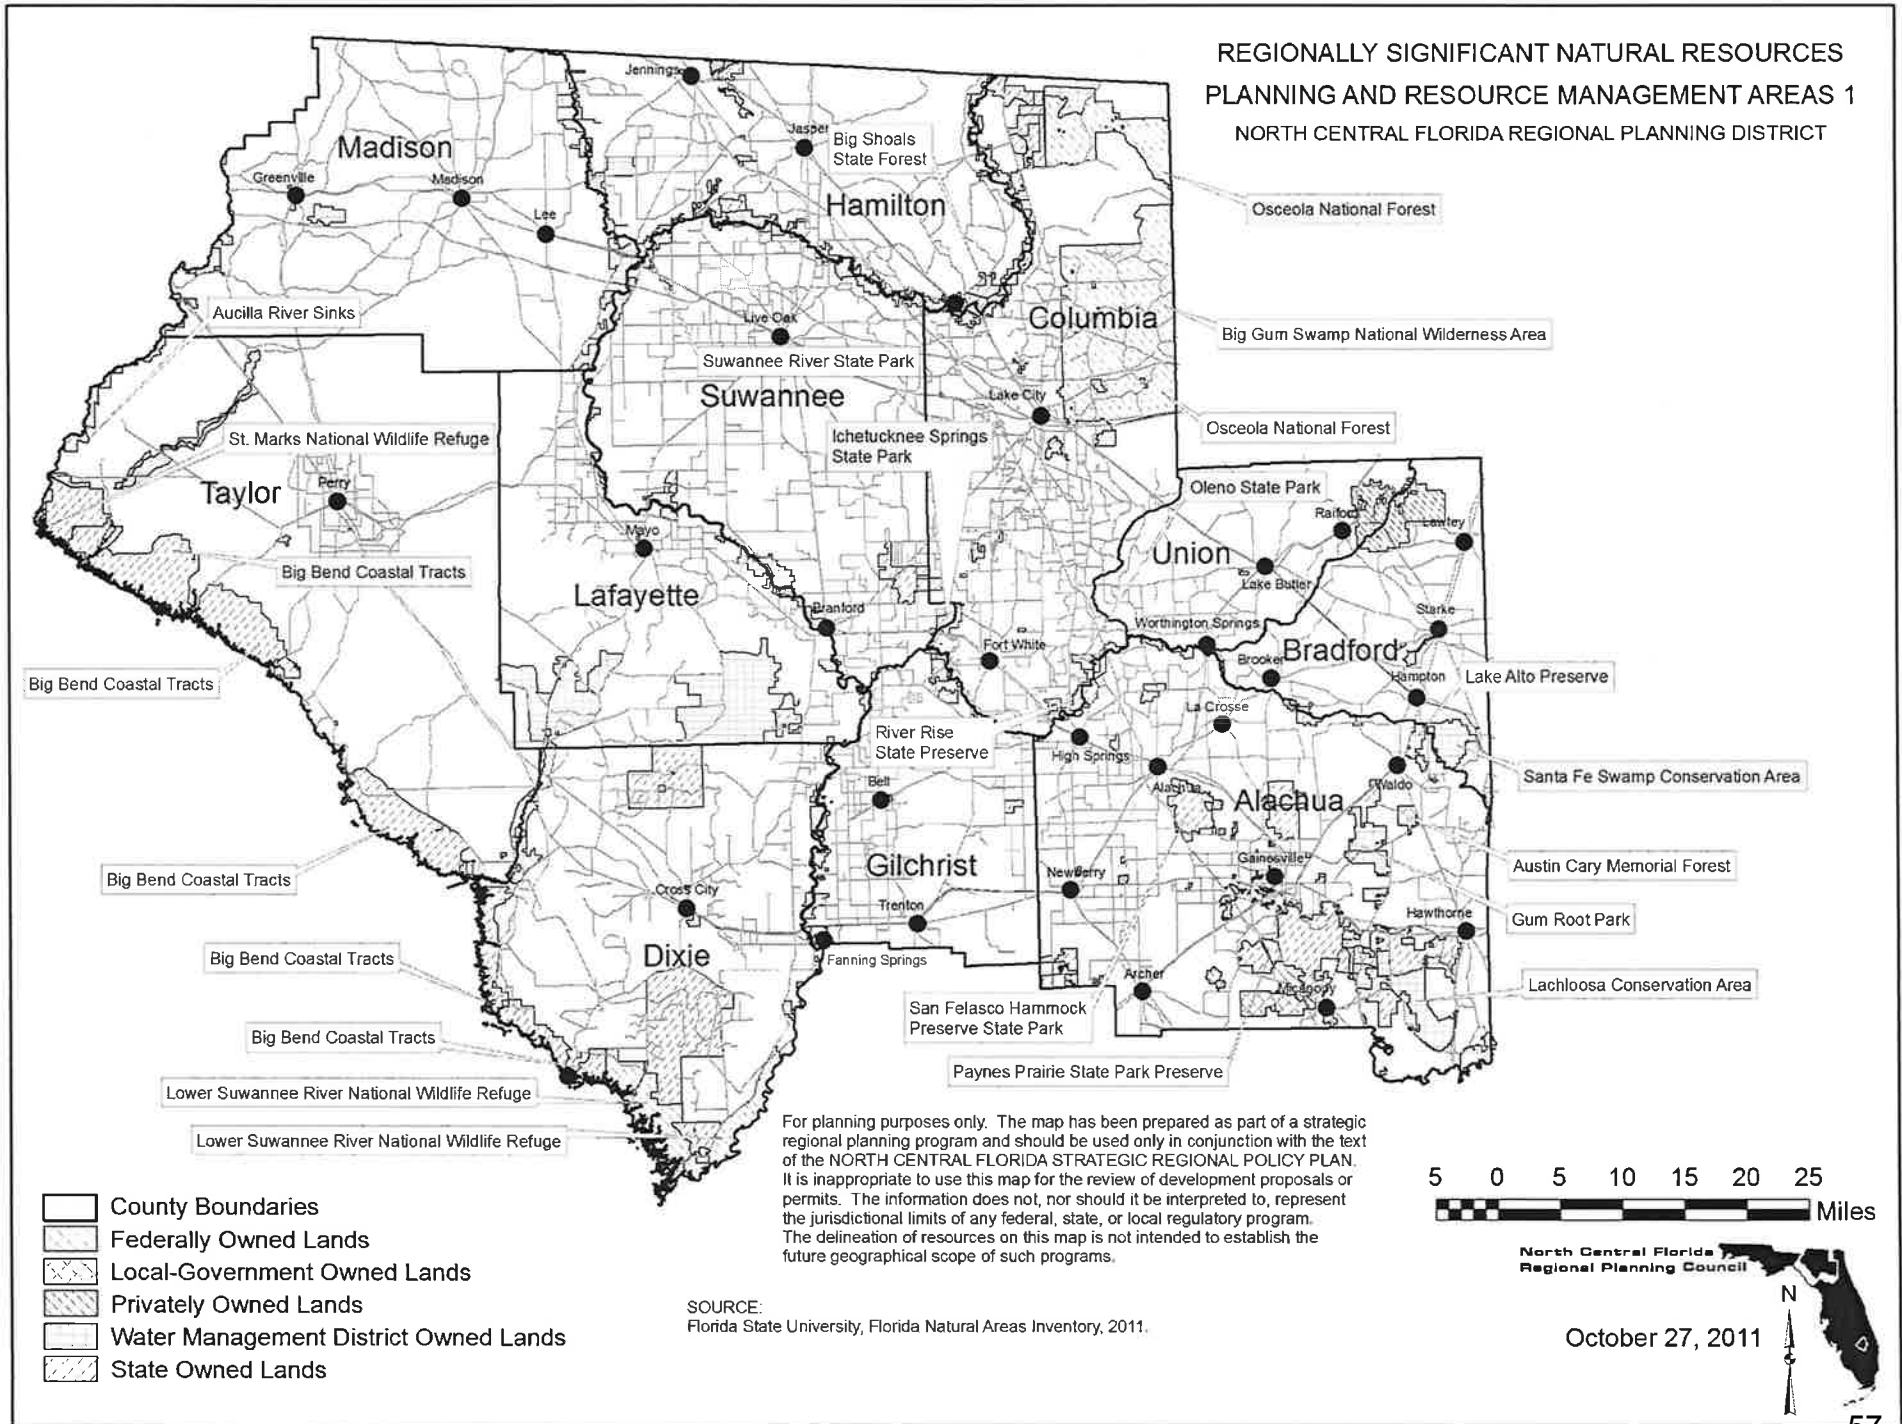 REGIONALLY SIGNIFICANT NATURAL RESOURCES
PLANNING AND RESOURCE MANAGEMENT AREAS 1
NORTH CENTRAL FLORIDA REGIONAL PLANNING DISTRICT
Jennings
Jasper
Big Shoals
State Forest
Madison
Greenville
Madison
Lee
Hamilton
Osceola National Forest
Aucilla River Sinks
Live Oak
Columbia
Big Gum Swamp National Wilderness Area
Suwannee River State Park
Suwannee
Lake City
Osceola National Forest
St. Marks National Wildlife Refuge
Ichetucknee Springs
State Park
Taylor
Perry
Oleno State Park
Raiford
Lawtey
Mayo
Union
Big Bend Coastal Tracts
Lake Butler
Lafayette
Branford
Starke
Worthington Springs
Fort White
Bradford
Brooker
Big Bend Coastal Tracts
Hampton
Lake Alto Preserve
La Crosse
River Rise
State Preserve
High Springs
Santa Fe Swamp Conservation Area
Bell
Alachua
Waldo
Alachua
Gilchrist
Gainesville
Austin Cary Memorial Forest
Big Bend Coastal Tracts
Newberry
Cross City
Trenton
Hawthorne
Gum Root Park
Big Bend Coastal Tracts
Dixie
Fanning Springs
Archer
Micanopy
Lachloosa Conservation Area
San Felasco Hammock
Preserve State Park
Big Bend Coastal Tracts
Paynes Prairie State Park Preserve
Lower Suwannee River National Wildlife Refuge
Lower Suwannee River National Wildlife Refuge
For planning purposes only. The map has been prepared as part of a strategic
regional planning program and should be used only in conjunction with the text
of the NORTH CENTRAL FLORIDA STRATEGIC REGIONAL POLICY PLAN.
It is inappropriate to use this map for the review of development proposals or
permits. The information does not, nor should it be interpreted to, represent
the jurisdictional limits of any federal, state, or local regulatory program.
The delineation of resources on this map is not intended to establish the
future geographical scope of such programs.
5 0 5 10 15 20 25
Miles
County Boundaries
Federally Owned Lands
Local-Government Owned Lands
Privately Owned Lands
Water Management District Owned Lands
State Owned Lands
SOURCE:
Florida State University, Florida Natural Areas Inventory, 2011.
North Central Florida
Regional Planning Council
N
October 27, 2011
57